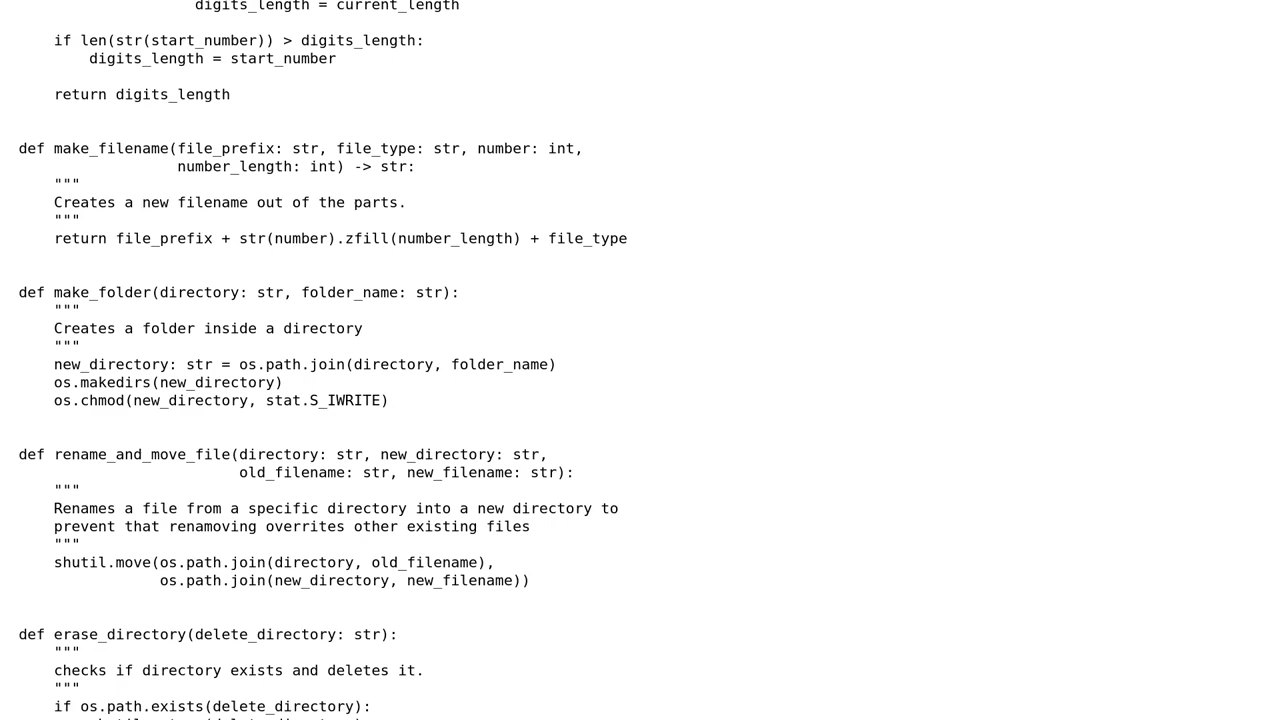 digits_length = current_length

    if len(str(start_number)) > digits_length:
        digits_length = start_number

    return digits_length


def make_filename(file_prefix: str, file_type: str, number: int,
                  number_length: int) -> str:
    """
    Creates a new filename out of the parts.
    """
    return file_prefix + str(number).zfill(number_length) + file_type


def make_folder(directory: str, folder_name: str):
    """
    Creates a folder inside a directory
    """
    new_directory: str = os.path.join(directory, folder_name)
    os.makedirs(new_directory)
    os.chmod(new_directory, stat.S_IWRITE)


def rename_and_move_file(directory: str, new_directory: str,
                         old_filename: str, new_filename: str):
    """
    Renames a file from a specific directory into a new directory to
    prevent that renamoving overrites other existing files
    """
    shutil.move(os.path.join(directory, old_filename),
                os.path.join(new_directory, new_filename))


def erase_directory(delete_directory: str):
    """
    checks if directory exists and deletes it.
    """
    if os.path.exists(delete_directory):